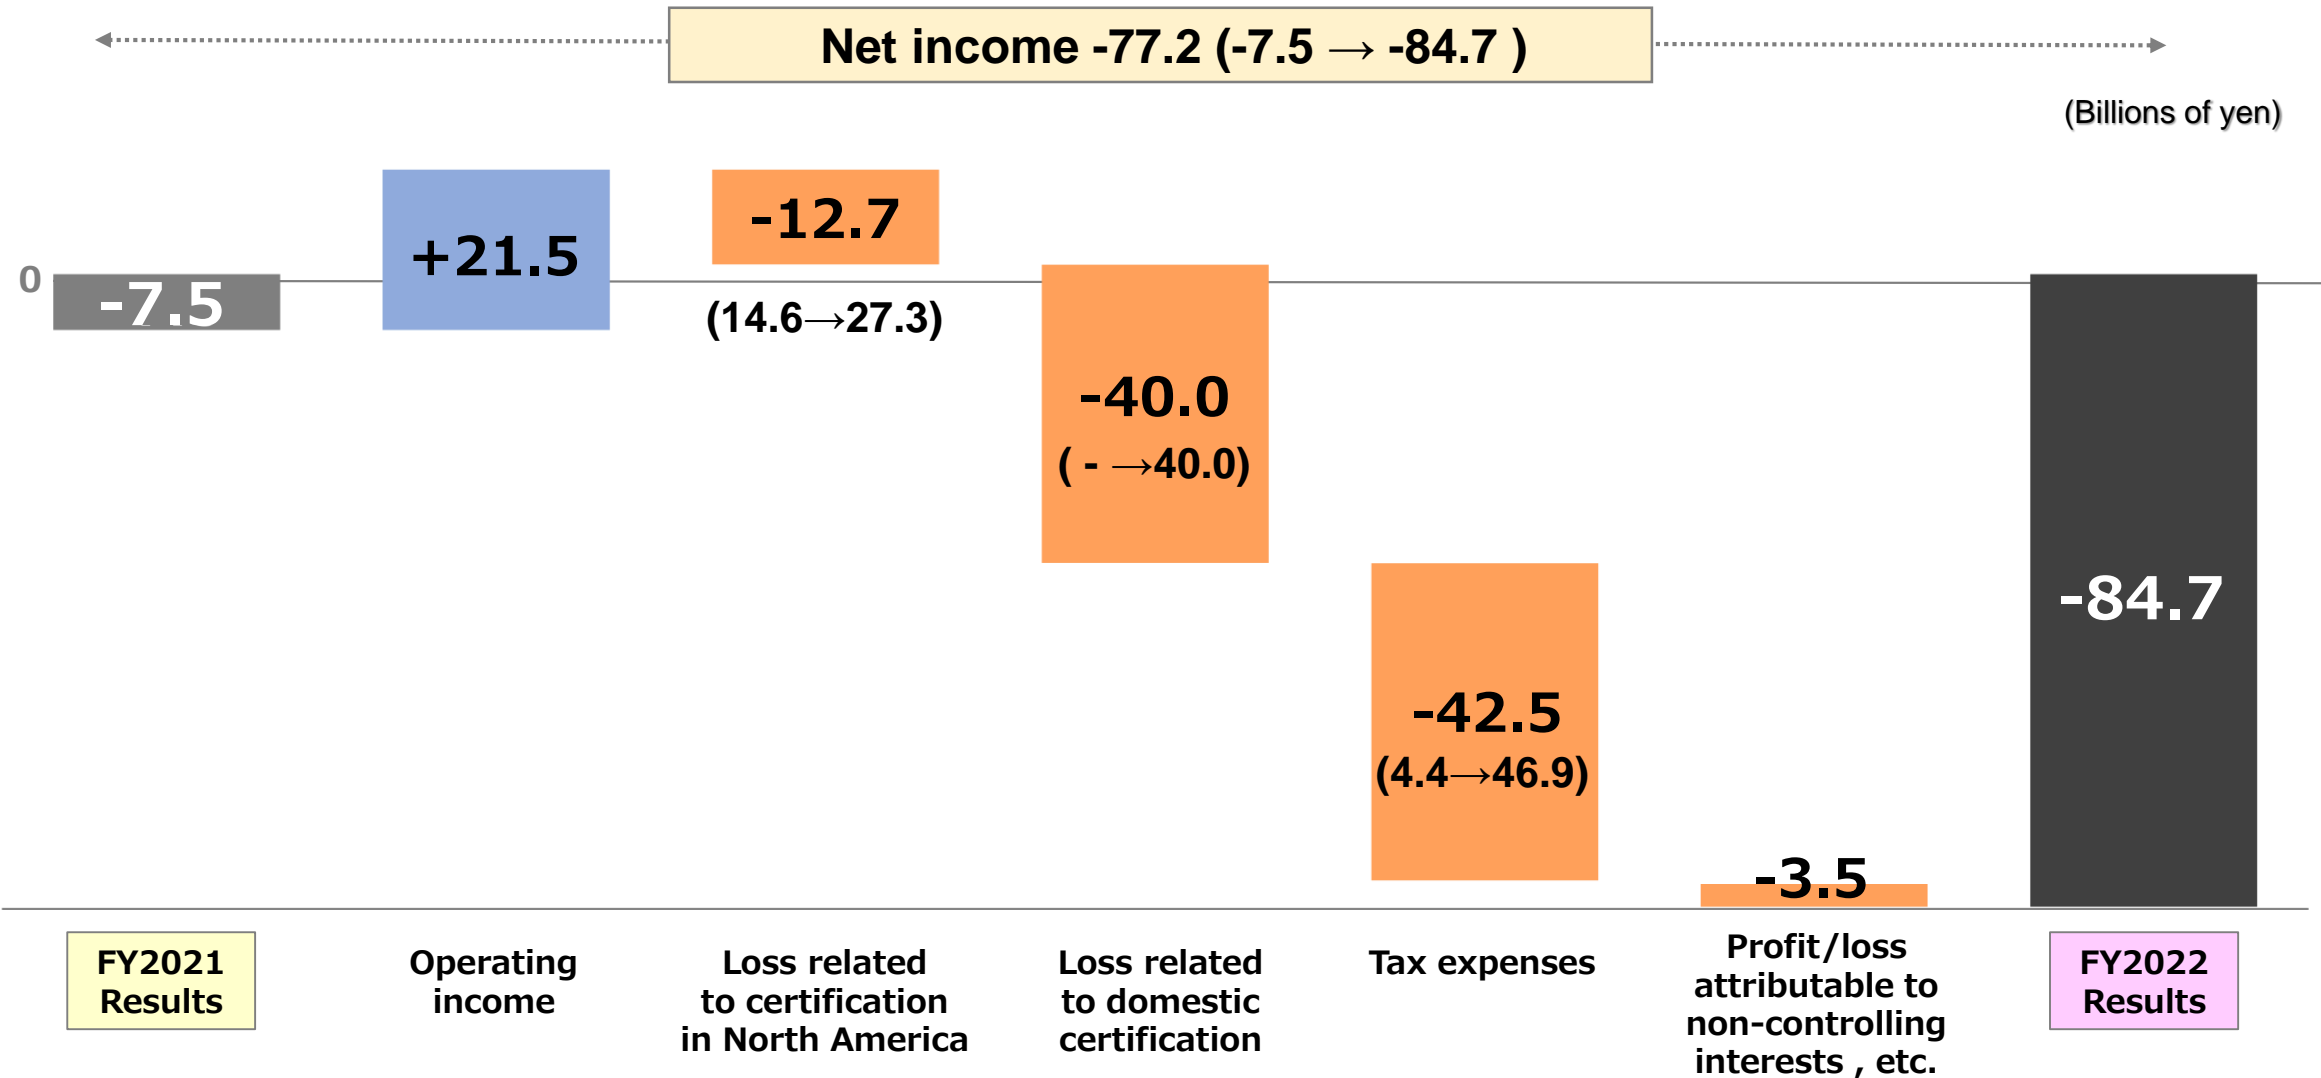 Net income -77.2 (-7.5 → -84.7 )
(Billions of yen)
0
-7.5
+21.5
-12.7
(14.6→27.3)
-40.0
( - →40.0)
-42.5
(4.4→46.9)
-3.5
-84.7
FY2021
Results
Operating
income
Loss related
to certification
in North America
Loss related
to domestic
certification
Tax expenses
Profit/loss
attributable to
non-controlling
interests , etc.
FY2022
Results